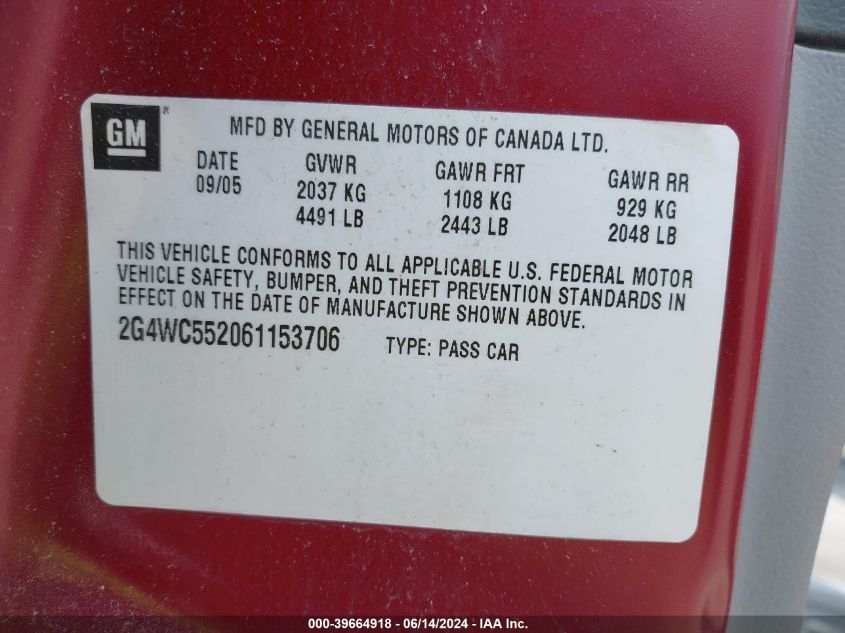 GM
MFD BY GENERAL MOTORS OF CANADA LTD.
DATE GVWR GAWR FRT GAWR RR
09/05 2037 KG 1108 KG 929 KG
4491 LB 2443 LB 2048 LB
THIS VEHICLE CONFORMS TO ALL APPLICABLE U.S. FEDERAL MOTOR
VEHICLE SAFETY, BUMPER, AND THEFT PREVENTION STANDARDS IN
EFFECT ON THE DATE OF MANUFACTURE SHOWN ABOVE.
2G4WC552061153706 TYPE: PASS CAR
000-39664918 - 06/14/2024 - IAA Inc.